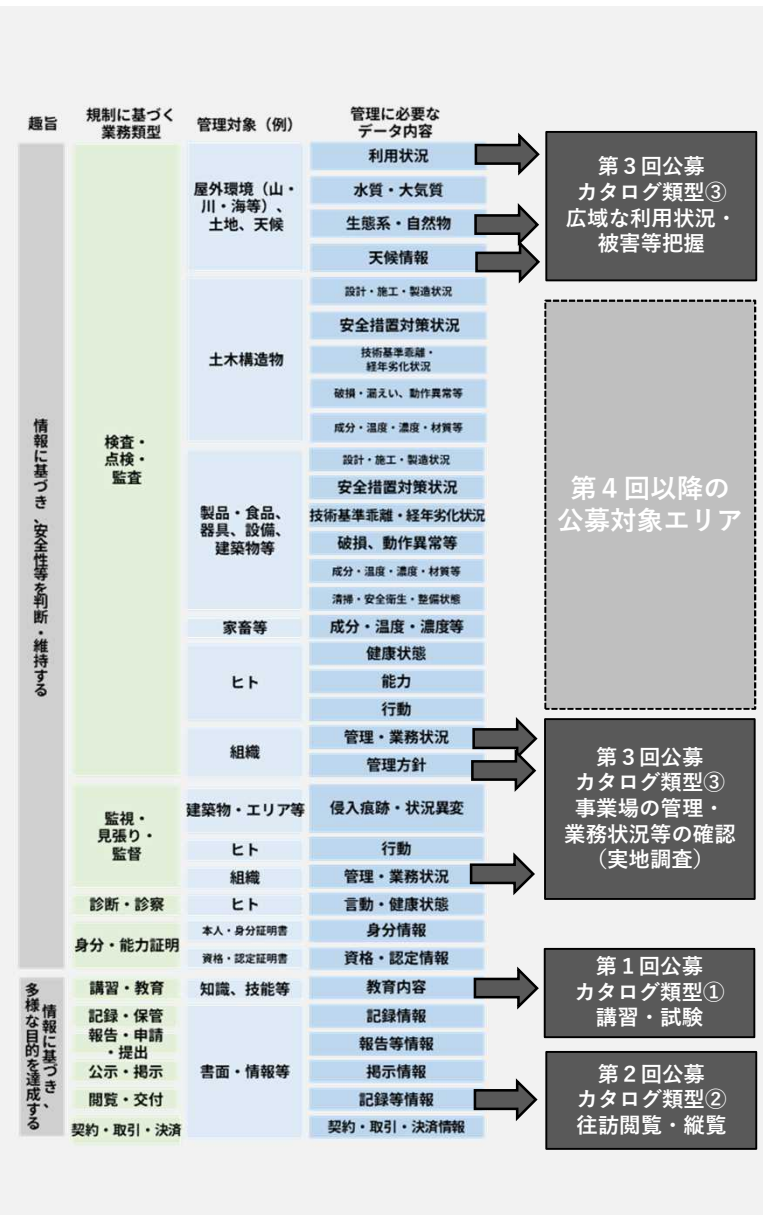 趣旨
規制に基づく
業務類型
管理対象（例）
管理に必要な
データ内容
情報に基づき、安全性等を判断・維持する
検査・
点検・
監査
屋外環境（山・
川・海等）、
土地、天候
利用状況
水質・大気質
生態系・自然物
天候情報
第３回公募
カタログ類型③
広域な利用状況・
被害等把握
土木構造物
設計・施工・製造状況
安全措置対策状況
技術基準乖離・
経年劣化状況
破損・漏えい、動作異常等
成分・温度・濃度・材質等
製品・食品、
器具、設備、
建築物等
設計・施工・製造状況
安全措置対策状況
技術基準乖離・経年劣化状況
破損、動作異常等
成分・温度・濃度・材質等
清掃・安全衛生・整備状態
第４回以降の
公募対象エリア
家畜等
成分・温度・濃度等
ヒト
健康状態
能力
行動
組織
管理・業務状況
管理方針
第３回公募
カタログ類型③
事業場の管理・
業務状況等の確認
（実地調査）
監視・
見張り・
監督
建築物・エリア等
侵入痕跡・状況異変
ヒト
行動
組織
管理・業務状況
診断・診察
ヒト
言動・健康状態
身分・能力証明
本人・身分証明書
身分情報
資格・認定証明書
資格・認定情報
情報に基づき、
多様な目的を達成する
講習・教育
知識、技能等
教育内容
第１回公募
カタログ類型①
講習・試験
記録・保管
書面・情報等
記録情報
報告・申請
・提出
報告等情報
公示・掲示
掲示情報
閲覧・交付
記録等情報
第２回公募
カタログ類型②
往訪閲覧・縦覧
契約・取引・決済
契約・取引・決済情報